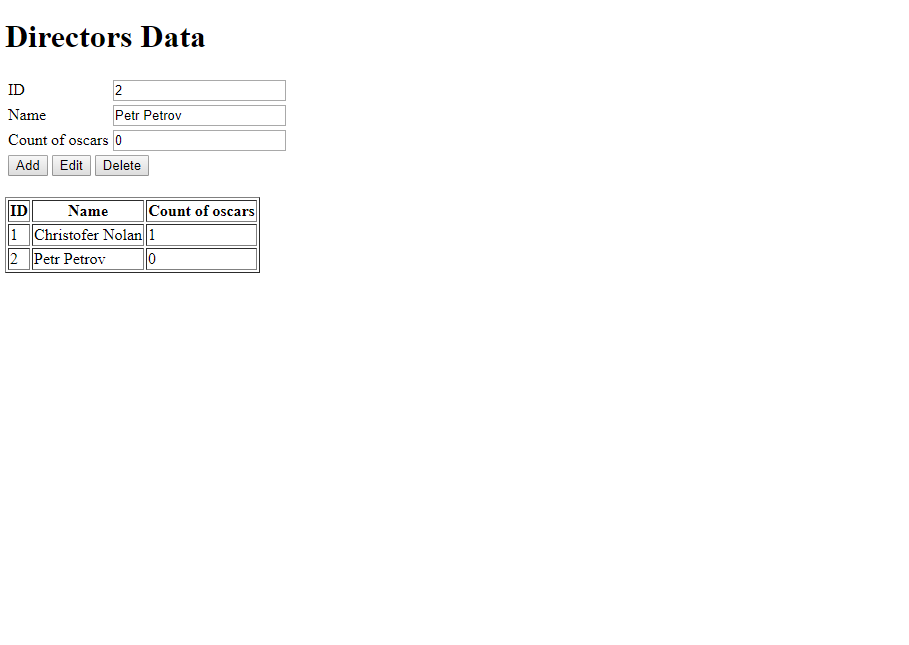 Directors Data
ID 2
Name Petr Petrov
Count of oscars 0
Add Edit Delete
ID Name Count of oscars
1 Christofer Nolan 1
2 Petr Petrov 0